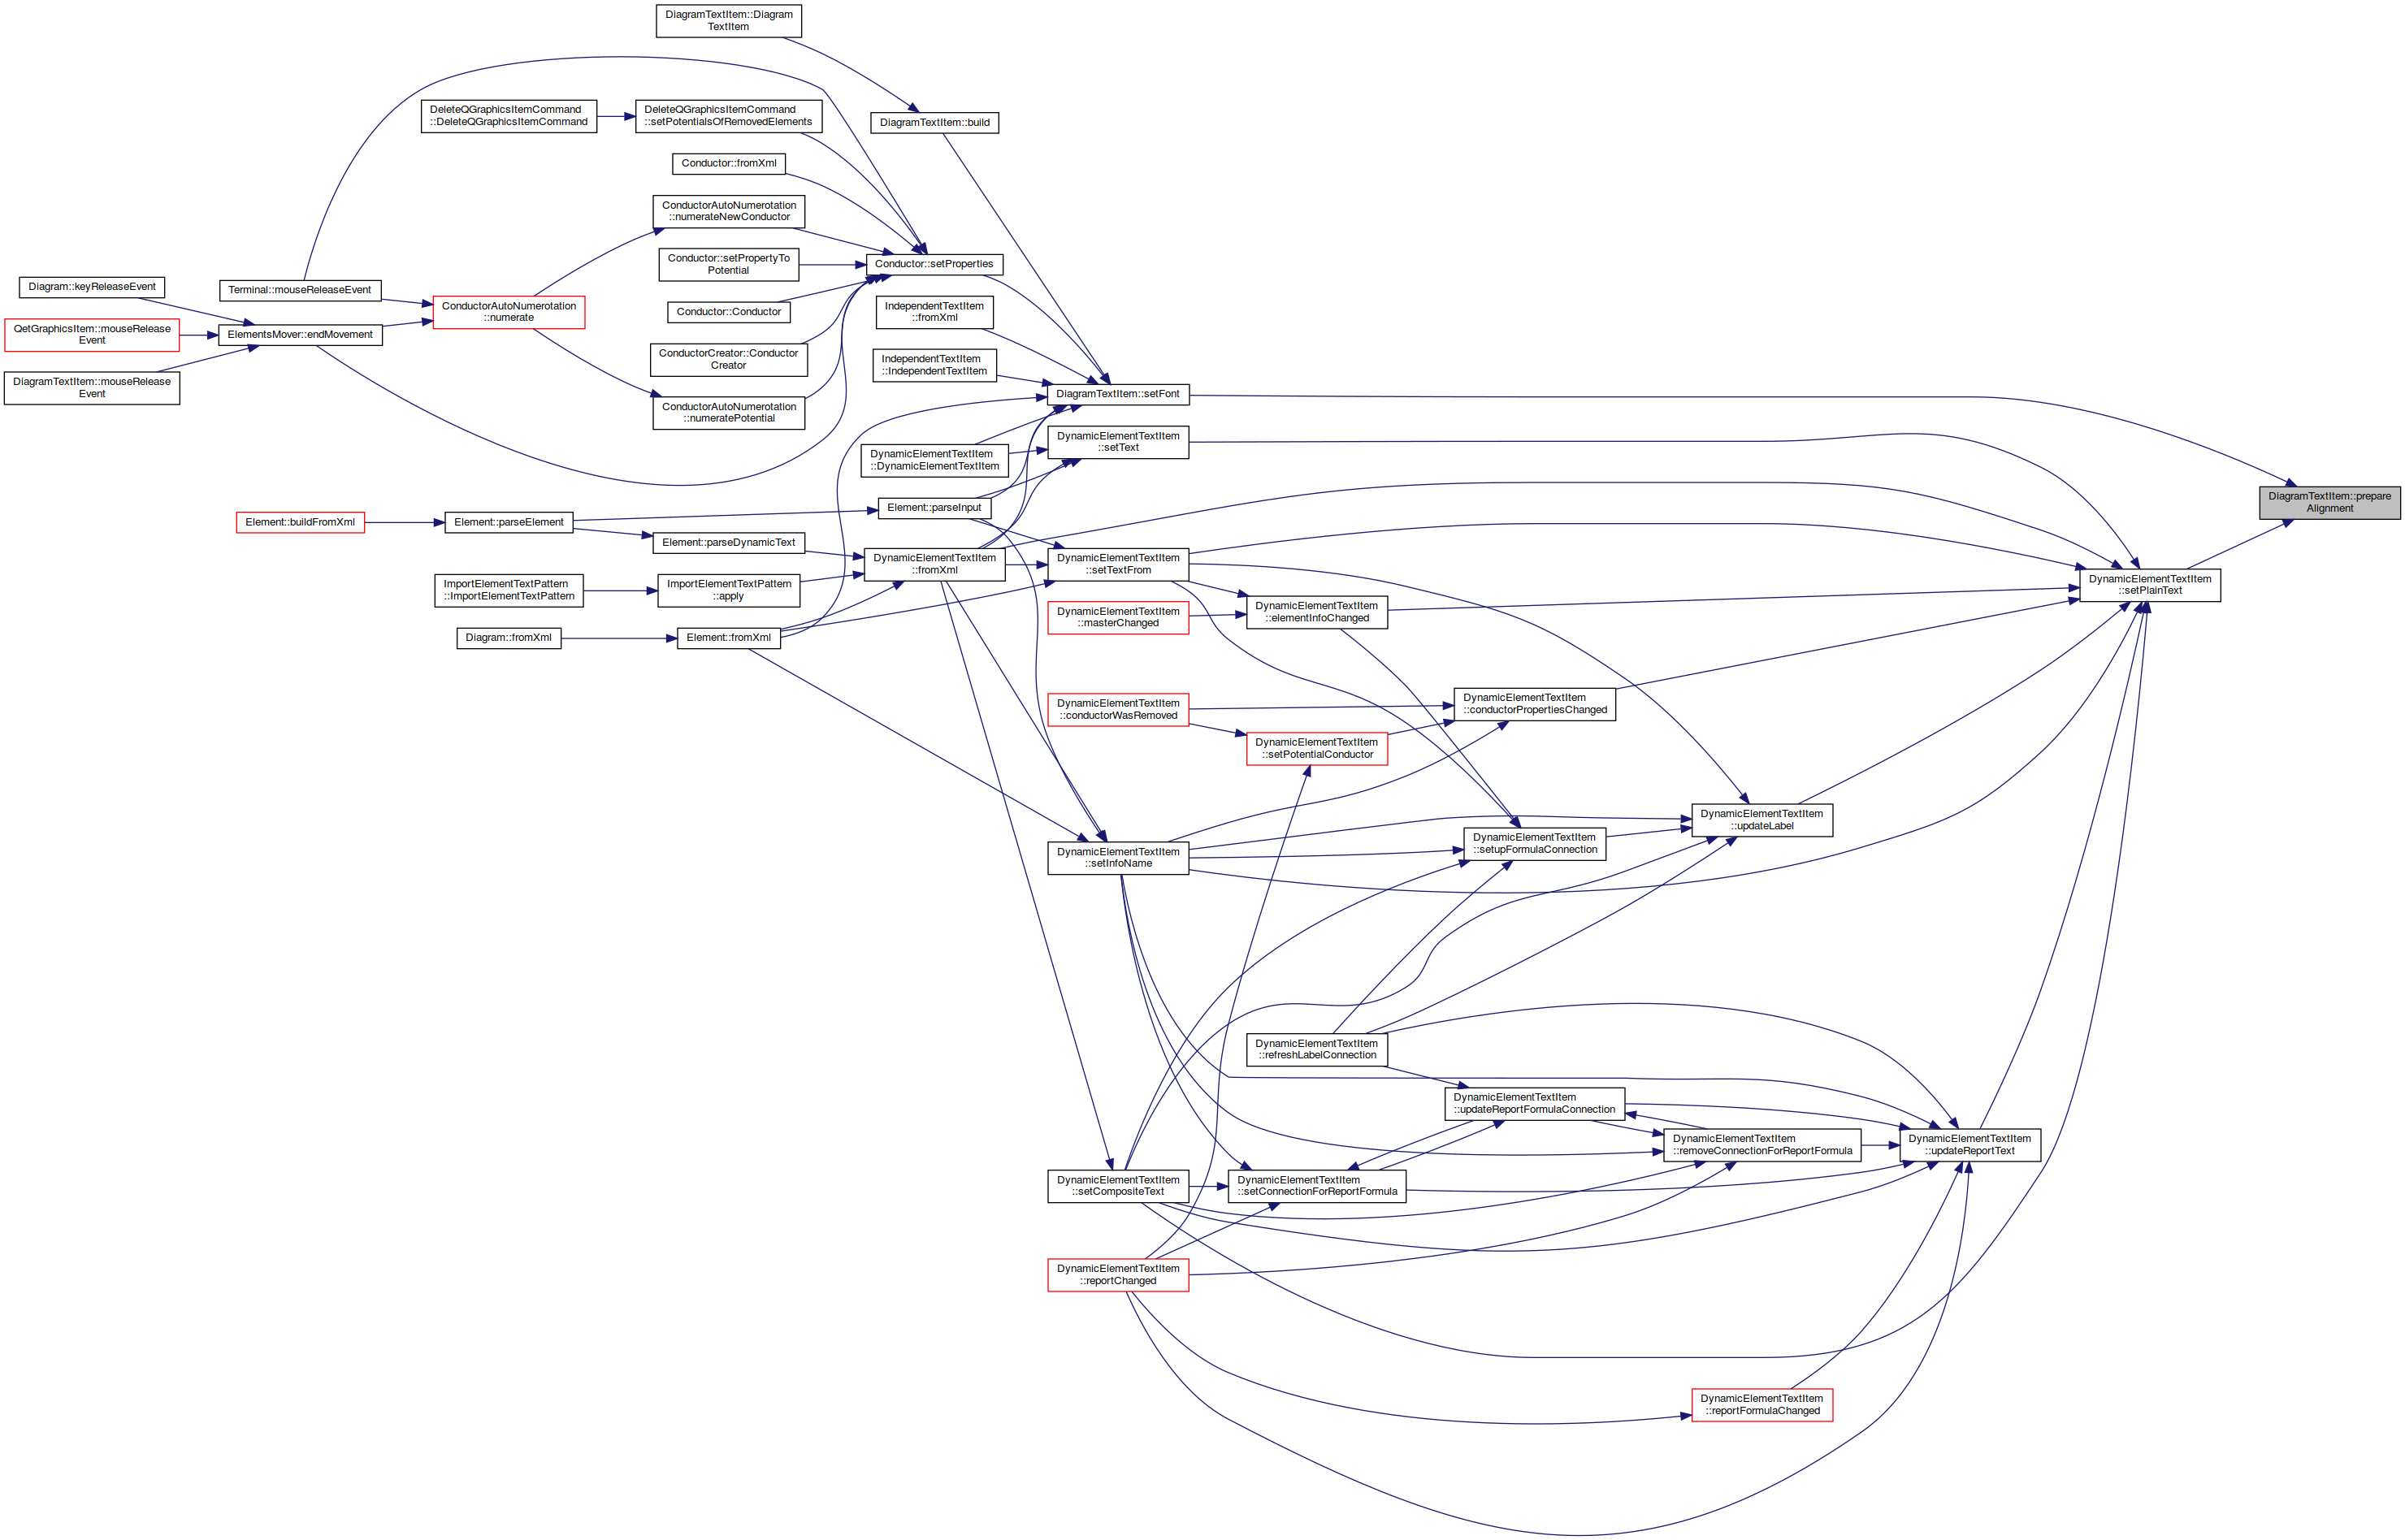 DiagramTextItem::Diagram
TextItem
DeleteQGraphicsItemCommand
::DeleteQGraphicsItemCommand
DeleteQGraphicsItemCommand
::setPotentialsOfRemovedElements
DiagramTextItem::build
Conductor::fromXml
ConductorAutoNumerotation
::numerateNewConductor
Conductor::setPropertyTo
Potential
Conductor::setProperties
Diagram::keyReleaseEvent
Terminal::mouseReleaseEvent
ConductorAutoNumerotation
::numerate
Conductor::Conductor
IndependentTextItem
::fromXml
QetGraphicsItem::mouseRelease
Event
ElementsMover::endMovement
ConductorCreator::Conductor
Creator
IndependentTextItem
::IndependentTextItem
DiagramTextItem::mouseRelease
Event
ConductorAutoNumerotation
::numeratePotential
DiagramTextItem::setFont
DynamicElementTextItem
::DynamicElementTextItem
DynamicElementTextItem
::setText
DiagramTextItem::prepare
Alignment
Element::buildFromXml
Element::parseElement
Element::parseInput
Element::parseDynamicText
DynamicElementTextItem
::fromXml
DynamicElementTextItem
::setTextFrom
ImportElementTextPattern
::ImportElementTextPattern
ImportElementTextPattern
::apply
DynamicElementTextItem
::setPlainText
DynamicElementTextItem
::masterChanged
DynamicElementTextItem
::elementInfoChanged
Diagram::fromXml
Element::fromXml
DynamicElementTextItem
::conductorWasRemoved
DynamicElementTextItem
::conductorPropertiesChanged
DynamicElementTextItem
::setPotentialConductor
DynamicElementTextItem
::updateLabel
DynamicElementTextItem
::setInfoName
DynamicElementTextItem
::setupFormulaConnection
DynamicElementTextItem
::refreshLabelConnection
DynamicElementTextItem
::updateReportFormulaConnection
DynamicElementTextItem
::removeConnectionForReportFormula
DynamicElementTextItem
::updateReportText
DynamicElementTextItem
::setCompositeText
DynamicElementTextItem
::setConnectionForReportFormula
DynamicElementTextItem
::reportChanged
DynamicElementTextItem
::reportFormulaChanged